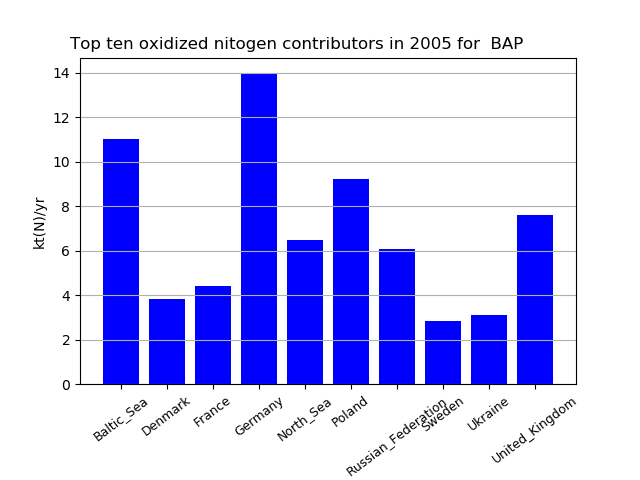 Top ten oxidized nitogen contributors in 2005 for  BAP
kt(N)/yr
14
12
10
8
6
4
2
0
Baltic_Sea
Denmark
France
Germany
North_Sea
Poland
Russian_Federation
Sweden
Ukraine
United_Kingdom